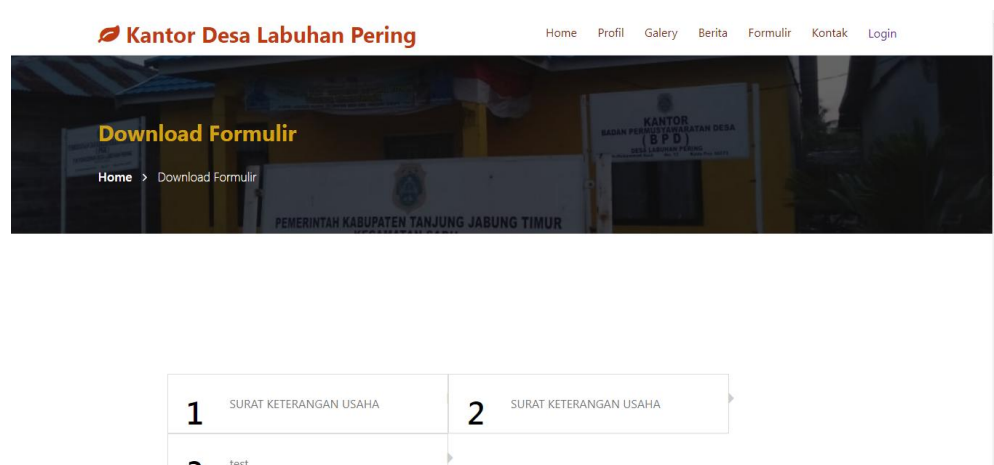 Kantor Desa Labuhan Pering
Home Profil Galery Berita Formulir Kontak Login
KANTOR
BADAN PERMUSYAWARATAN DESA
( B P D )
DESA LABUHAN PERING
Download Formulir
Home > Download Formulir
PEMERINTAH KABUPATEN TANJUNG JABUNG TIMUR
1 SURAT KETERANGAN USAHA
2 SURAT KETERANGAN USAHA
test